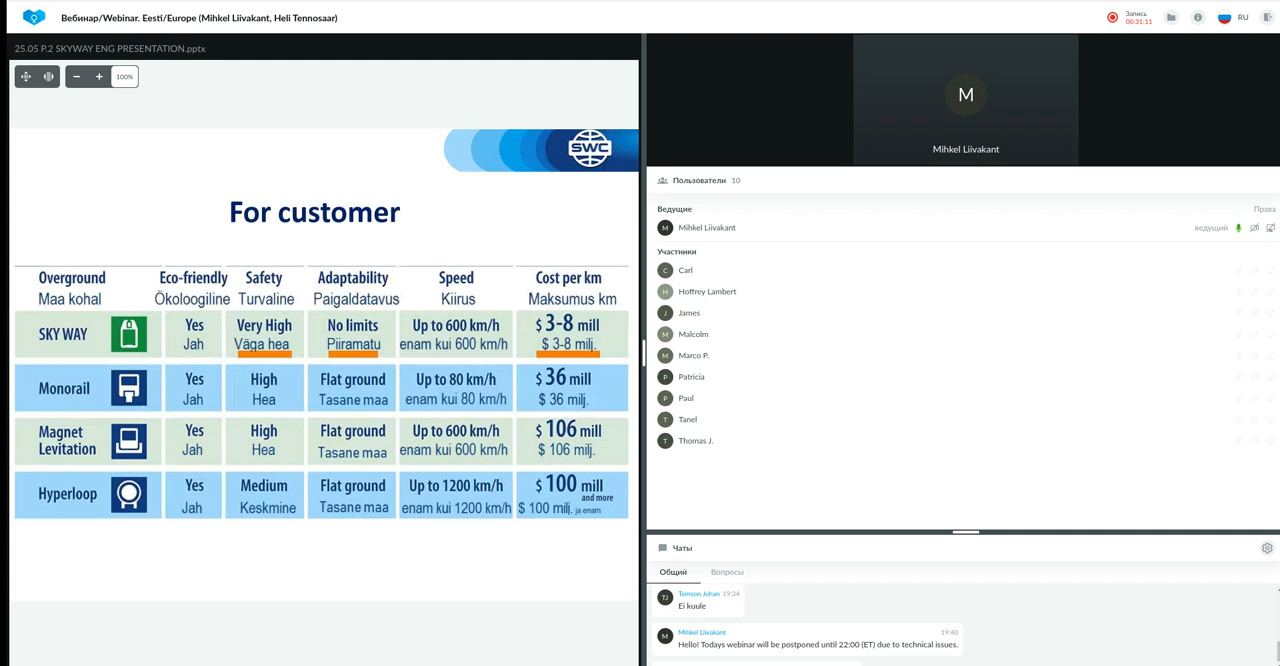 Вебинар/Webinar. Eesti/Europe (Mihkel Liivakant, Heli Tennosaar)
Запись
00:31:11
RU
25.05 P.2 SKYWAY ENG PRESENTATION.pptx
100%
SWC
For customer
Overground Eco-friendly Safety Adaptability Speed Cost per km
Maa kohal Ökoloogiline Turvaline Paigaldatavus Kiirus Maksumus km
SKY WAY
Yes Very High No limits Up to 600 km/h $ 3-8 mill
Jah Väga hea Piiramatu enam kui 600 km/h $ 3-8 milj.
Monorail
Yes High Flat ground Up to 80 km/h $ 36 mill
Jah Hea Tasane maa enam kui 80 km/h $ 36 milj.
Magnet
Levitation
Yes High Flat ground Up to 600 km/h $ 106 mill
Jah Hea Tasane maa enam kui 600 km/h $ 106 milj.
Hyperloop
Yes Medium Flat ground Up to 1200 km/h $ 100 mill
and more
Jah Keskmine Tasane maa enam kui 1200 km/h $ 100 milj. ja enam
M
Mihkel Liivakant
Пользователи 10
Ведущие Права
M Mihkel Liivakant ведущий
Участники
C Carl
H Hoffrey Lambert
J James
M Malcolm
M Marco P.
P Patricia
P Paul
T Tanel
T Thomas J.
Чаты
Общий Вопросы
TJ Tomson Juhan 19:34
Ei kuule
M Mihkel Liivakant 19:40
Hello! Todays webinar will be postponed until 22:00 (ET) due to technical issues.